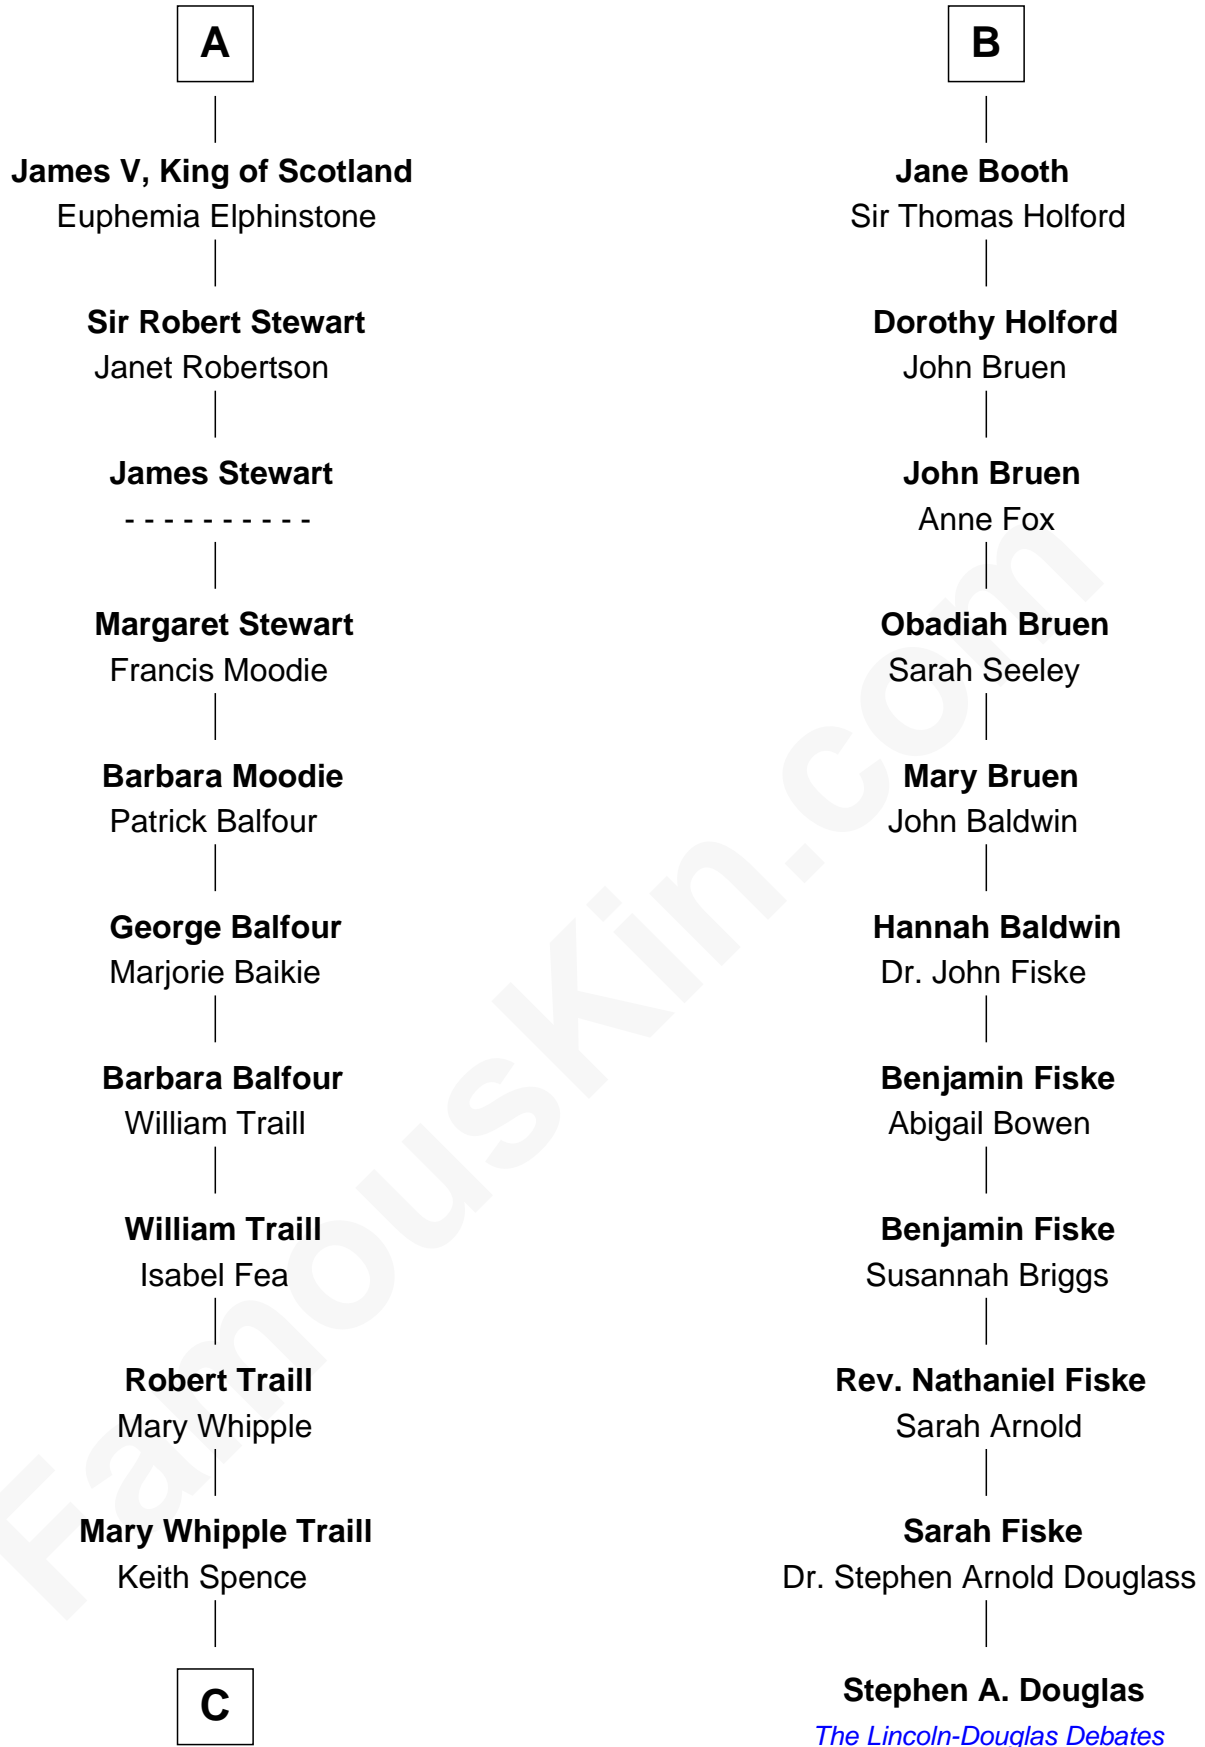 A
James V, King of Scotland
Euphemia Elphinstone
Sir Robert Stewart
Janet Robertson
James Stewart
- - - - - - - - - -
Margaret Stewart
Francis Moodie
Barbara Moodie
Patrick Balfour
George Balfour
Marjorie Baikie
Barbara Balfour
William Traill
William Traill
Isabel Fea
Robert Traill
Mary Whipple
Mary Whipple Traill
Keith Spence
C
B
Jane Booth
Sir Thomas Holford
Dorothy Holford
John Bruen
John Bruen
Anne Fox
Obadiah Bruen
Sarah Seeley
Mary Bruen
John Baldwin
Hannah Baldwin
Dr. John Fiske
Benjamin Fiske
Abigail Bowen
Benjamin Fiske
Susannah Briggs
Rev. Nathaniel Fiske
Sarah Arnold
Sarah Fiske
Dr. Stephen Arnold Douglass
Stephen A. Douglas
The Lincoln-Douglas Debates
FamousKin.com